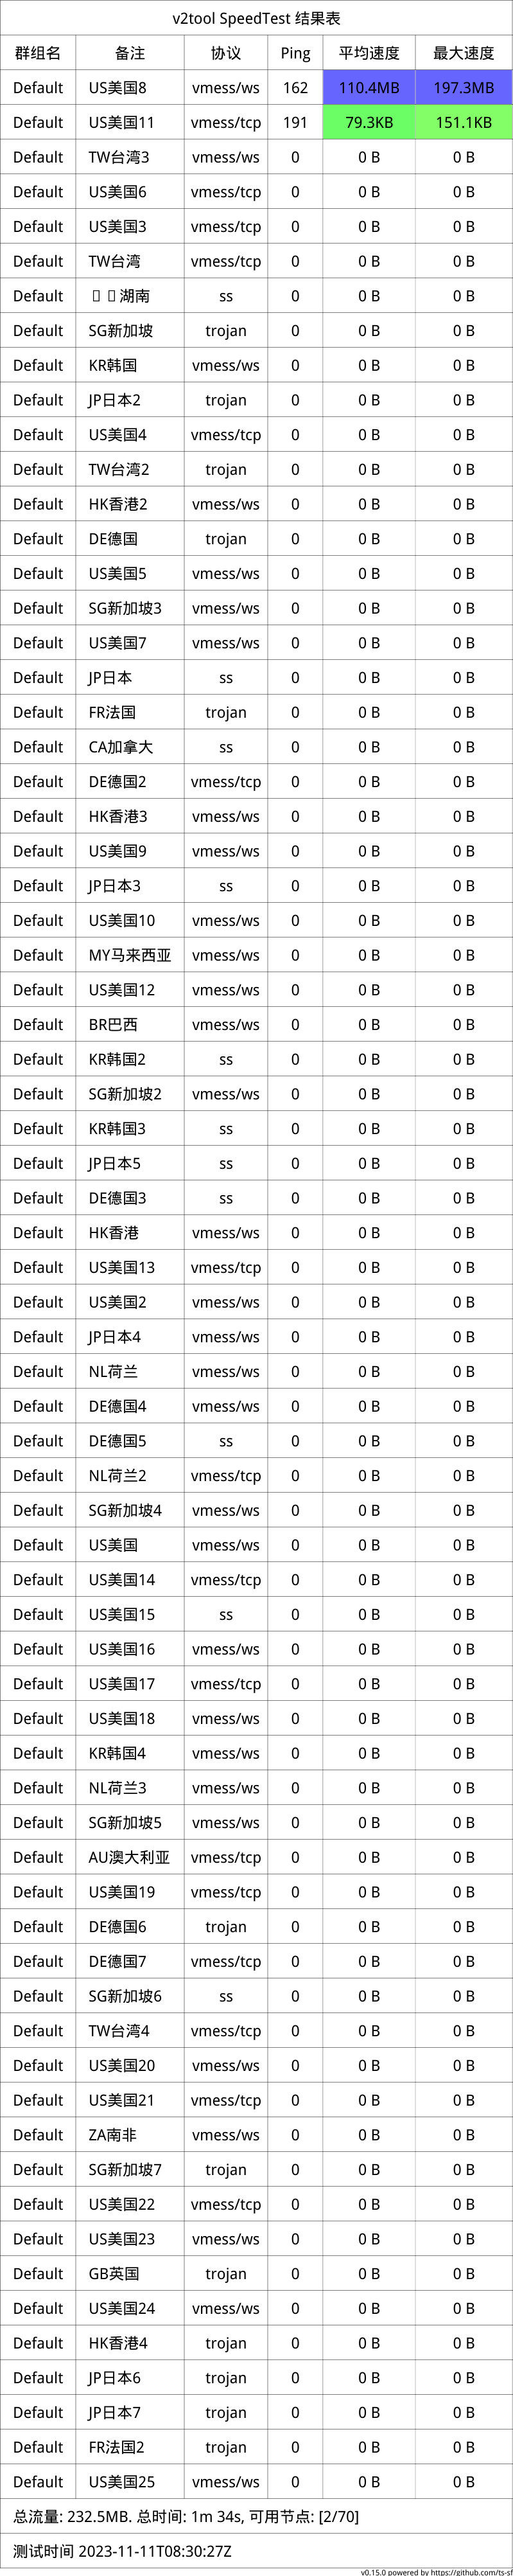 v2tool SpeedTest 结果表
群组名 备注 协议 Ping 平均速度 最大速度
Default US美国8 vmess/ws 162 110.4MB 197.3MB
Default US美国11 vmess/tcp 191 79.3KB 151.1KB
Default TW台湾3 vmess/ws 0 0 B 0 B
Default US美国6 vmess/tcp 0 0 B 0 B
Default US美国3 vmess/tcp 0 0 B 0 B
Default TW台湾 vmess/tcp 0 0 B 0 B
Default 湖南 ss 0 0 B 0 B
Default SG新加坡 trojan 0 0 B 0 B
Default KR韩国 vmess/ws 0 0 B 0 B
Default JP日本2 trojan 0 0 B 0 B
Default US美国4 vmess/tcp 0 0 B 0 B
Default TW台湾2 trojan 0 0 B 0 B
Default HK香港2 vmess/ws 0 0 B 0 B
Default DE德国 trojan 0 0 B 0 B
Default US美国5 vmess/ws 0 0 B 0 B
Default SG新加坡3 vmess/ws 0 0 B 0 B
Default US美国7 vmess/ws 0 0 B 0 B
Default JP日本 ss 0 0 B 0 B
Default FR法国 trojan 0 0 B 0 B
Default CA加拿大 ss 0 0 B 0 B
Default DE德国2 vmess/tcp 0 0 B 0 B
Default HK香港3 vmess/ws 0 0 B 0 B
Default US美国9 vmess/ws 0 0 B 0 B
Default JP日本3 ss 0 0 B 0 B
Default US美国10 vmess/ws 0 0 B 0 B
Default MY马来西亚 vmess/ws 0 0 B 0 B
Default US美国12 vmess/ws 0 0 B 0 B
Default BR巴西 vmess/ws 0 0 B 0 B
Default KR韩国2 ss 0 0 B 0 B
Default SG新加坡2 vmess/ws 0 0 B 0 B
Default KR韩国3 ss 0 0 B 0 B
Default JP日本5 ss 0 0 B 0 B
Default DE德国3 ss 0 0 B 0 B
Default HK香港 vmess/ws 0 0 B 0 B
Default US美国13 vmess/tcp 0 0 B 0 B
Default US美国2 vmess/ws 0 0 B 0 B
Default JP日本4 vmess/ws 0 0 B 0 B
Default NL荷兰 vmess/ws 0 0 B 0 B
Default DE德国4 vmess/ws 0 0 B 0 B
Default DE德国5 ss 0 0 B 0 B
Default NL荷兰2 vmess/tcp 0 0 B 0 B
Default SG新加坡4 vmess/ws 0 0 B 0 B
Default US美国 vmess/ws 0 0 B 0 B
Default US美国14 vmess/tcp 0 0 B 0 B
Default US美国15 ss 0 0 B 0 B
Default US美国16 vmess/ws 0 0 B 0 B
Default US美国17 vmess/tcp 0 0 B 0 B
Default US美国18 vmess/ws 0 0 B 0 B
Default KR韩国4 vmess/ws 0 0 B 0 B
Default NL荷兰3 vmess/ws 0 0 B 0 B
Default SG新加坡5 vmess/ws 0 0 B 0 B
Default AU澳大利亚 vmess/tcp 0 0 B 0 B
Default US美国19 vmess/tcp 0 0 B 0 B
Default DE德国6 trojan 0 0 B 0 B
Default DE德国7 vmess/tcp 0 0 B 0 B
Default SG新加坡6 ss 0 0 B 0 B
Default TW台湾4 vmess/tcp 0 0 B 0 B
Default US美国20 vmess/ws 0 0 B 0 B
Default US美国21 vmess/tcp 0 0 B 0 B
Default ZA南非 vmess/ws 0 0 B 0 B
Default SG新加坡7 trojan 0 0 B 0 B
Default US美国22 vmess/tcp 0 0 B 0 B
Default US美国23 vmess/ws 0 0 B 0 B
Default GB英国 trojan 0 0 B 0 B
Default US美国24 vmess/ws 0 0 B 0 B
Default HK香港4 trojan 0 0 B 0 B
Default JP日本6 trojan 0 0 B 0 B
Default JP日本7 trojan 0 0 B 0 B
Default FR法国2 trojan 0 0 B 0 B
Default US美国25 vmess/ws 0 0 B 0 B
总流量: 232.5MB. 总时间: 1m 34s, 可用节点: [2/70]
测试时间 2023-11-11T08:30:27Z
v0.15.0 powered by https://github.com/ts-sf